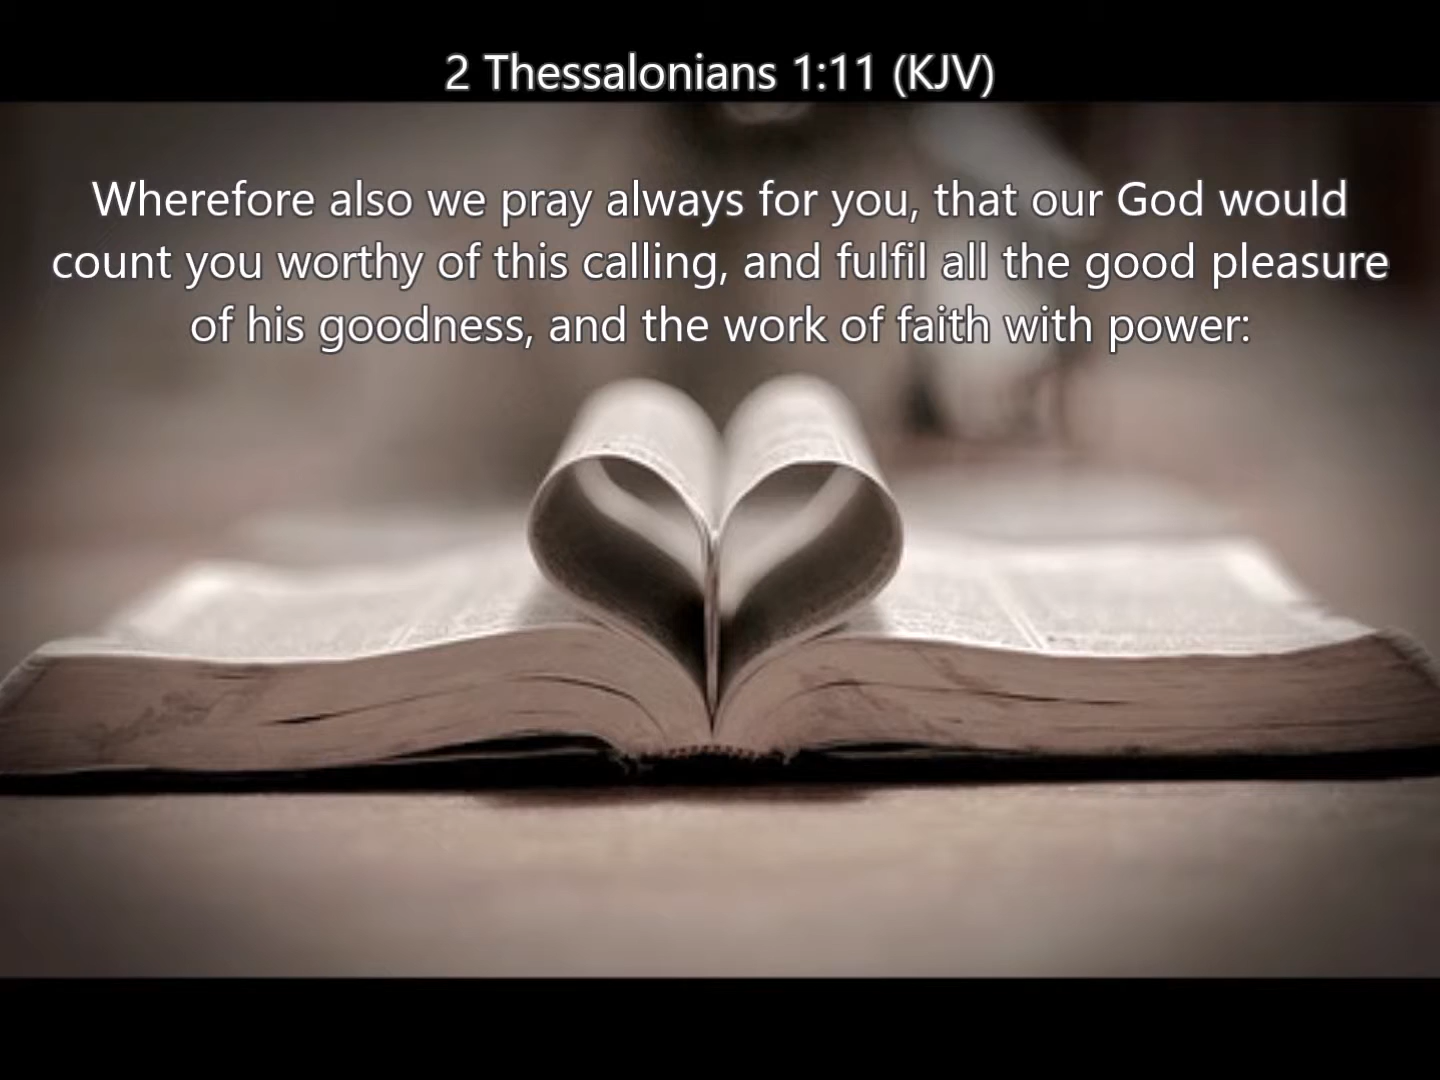 2 Thessalonians 1:11 (KJV)
Wherefore also we pray always for you, that our God would
count you worthy of this calling, and fulfil all the good pleasure
of his goodness, and the work of faith with power: